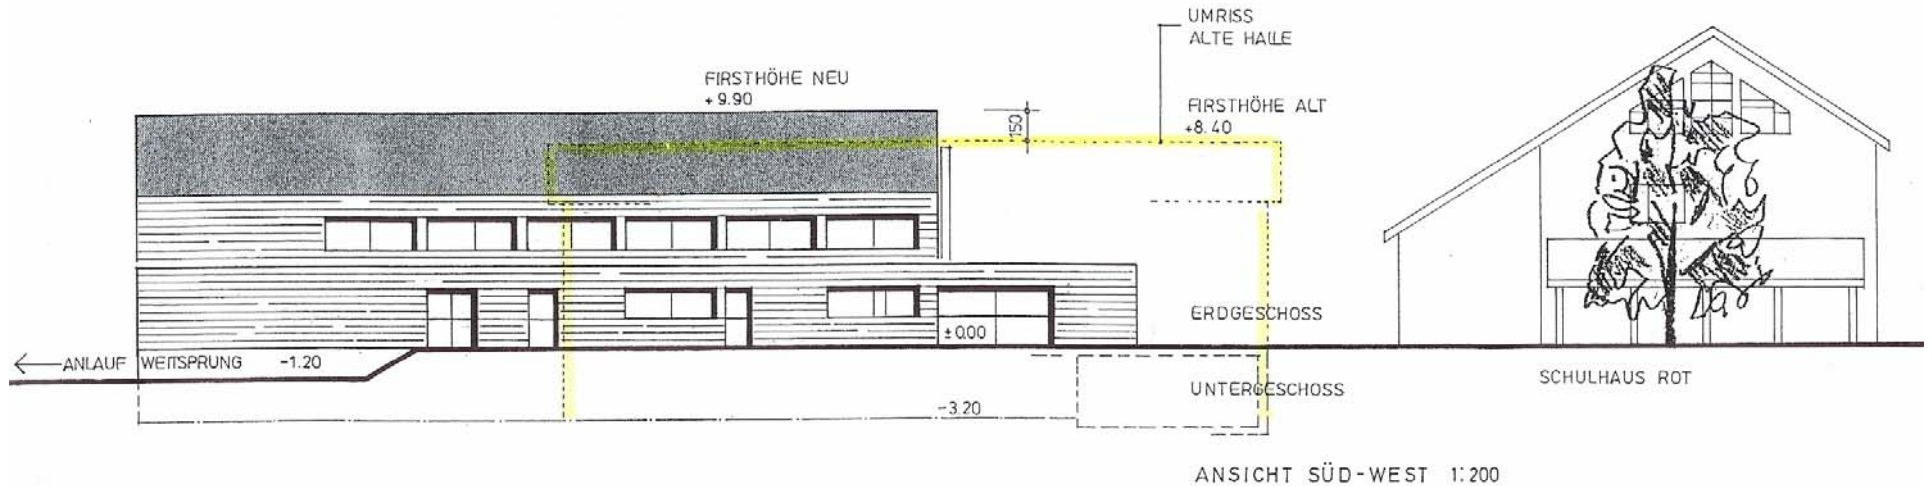 UMRISS
ALTE HALLE
FIRSTHÖHE NEU
+9.90
FIRSTHÖHE ALT
+8.40
150
ERDGESCHOSS
±0.00
ANLAUF WEITSPRUNG -1.20
UNTERGESCHOSS
-3.20
SCHULHAUS ROT
ANSICHT SÜD-WEST 1:200